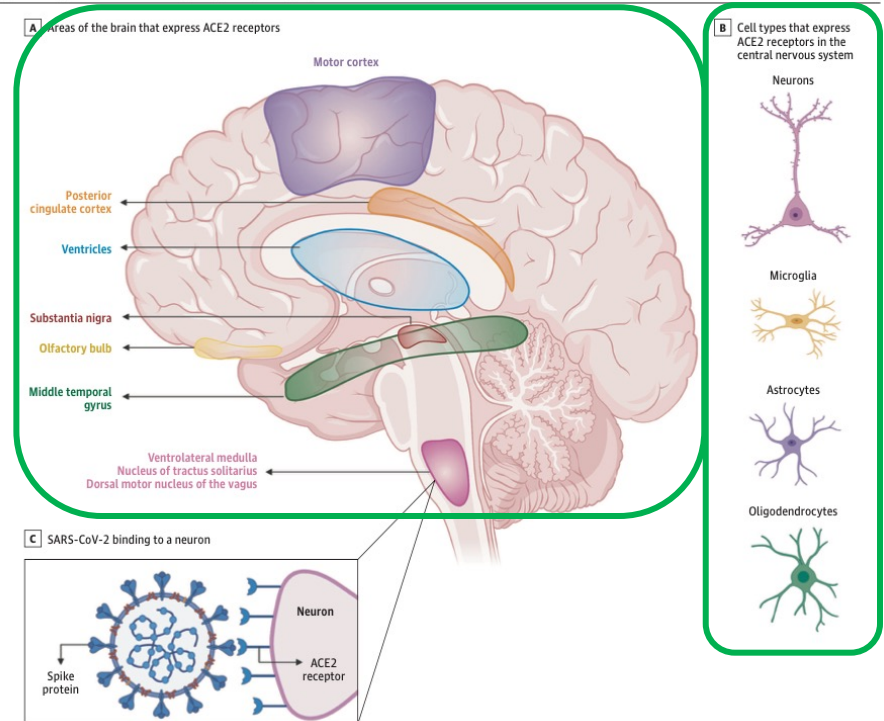 A Areas of the brain that express ACE2 receptors
Motor cortex
Posterior
cingulate cortex
Ventricles
Substantia nigra
Olfactory bulb
Middle temporal
gyrus
Ventrolateral medulla
Nucleus of tractus solitarius
Dorsal motor nucleus of the vagus
B Cell types that express
ACE2 receptors in the
central nervous system
Neurons
Microglia
Astrocytes
Oligodendrocytes
C SARS-CoV-2 binding to a neuron
Neuron
ACE2
receptor
Spike
protein